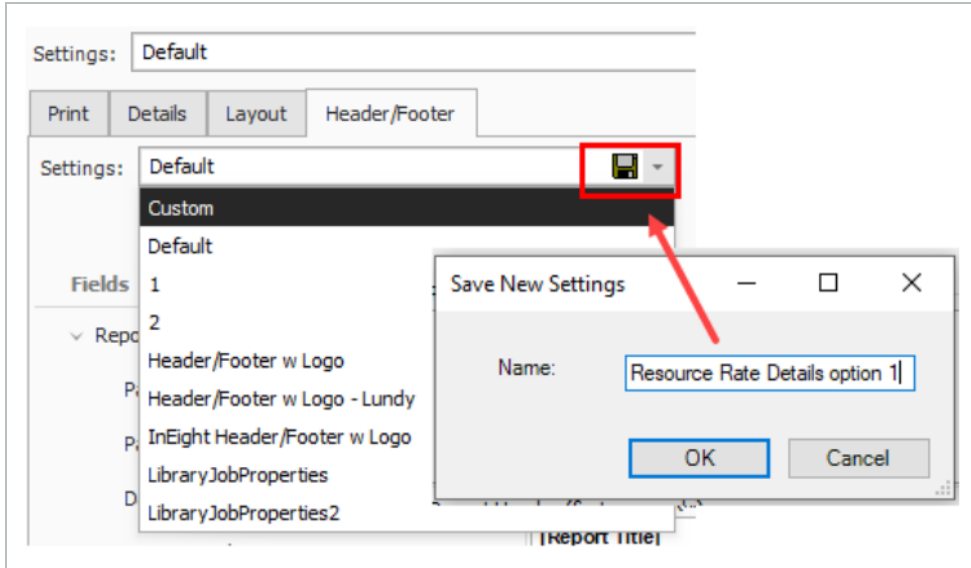 Settings: Default
Print Details Layout Header/Footer
Settings: Default
Custom
Default
Fields 1
2
Header/Footer w Logo
Header/Footer w Logo - Lundy
InEight Header/Footer w Logo
LibraryJobProperties
LibraryJobProperties2
Save New Settings
Name: Resource Rate Details option 1
OK Cancel
[Report Title]